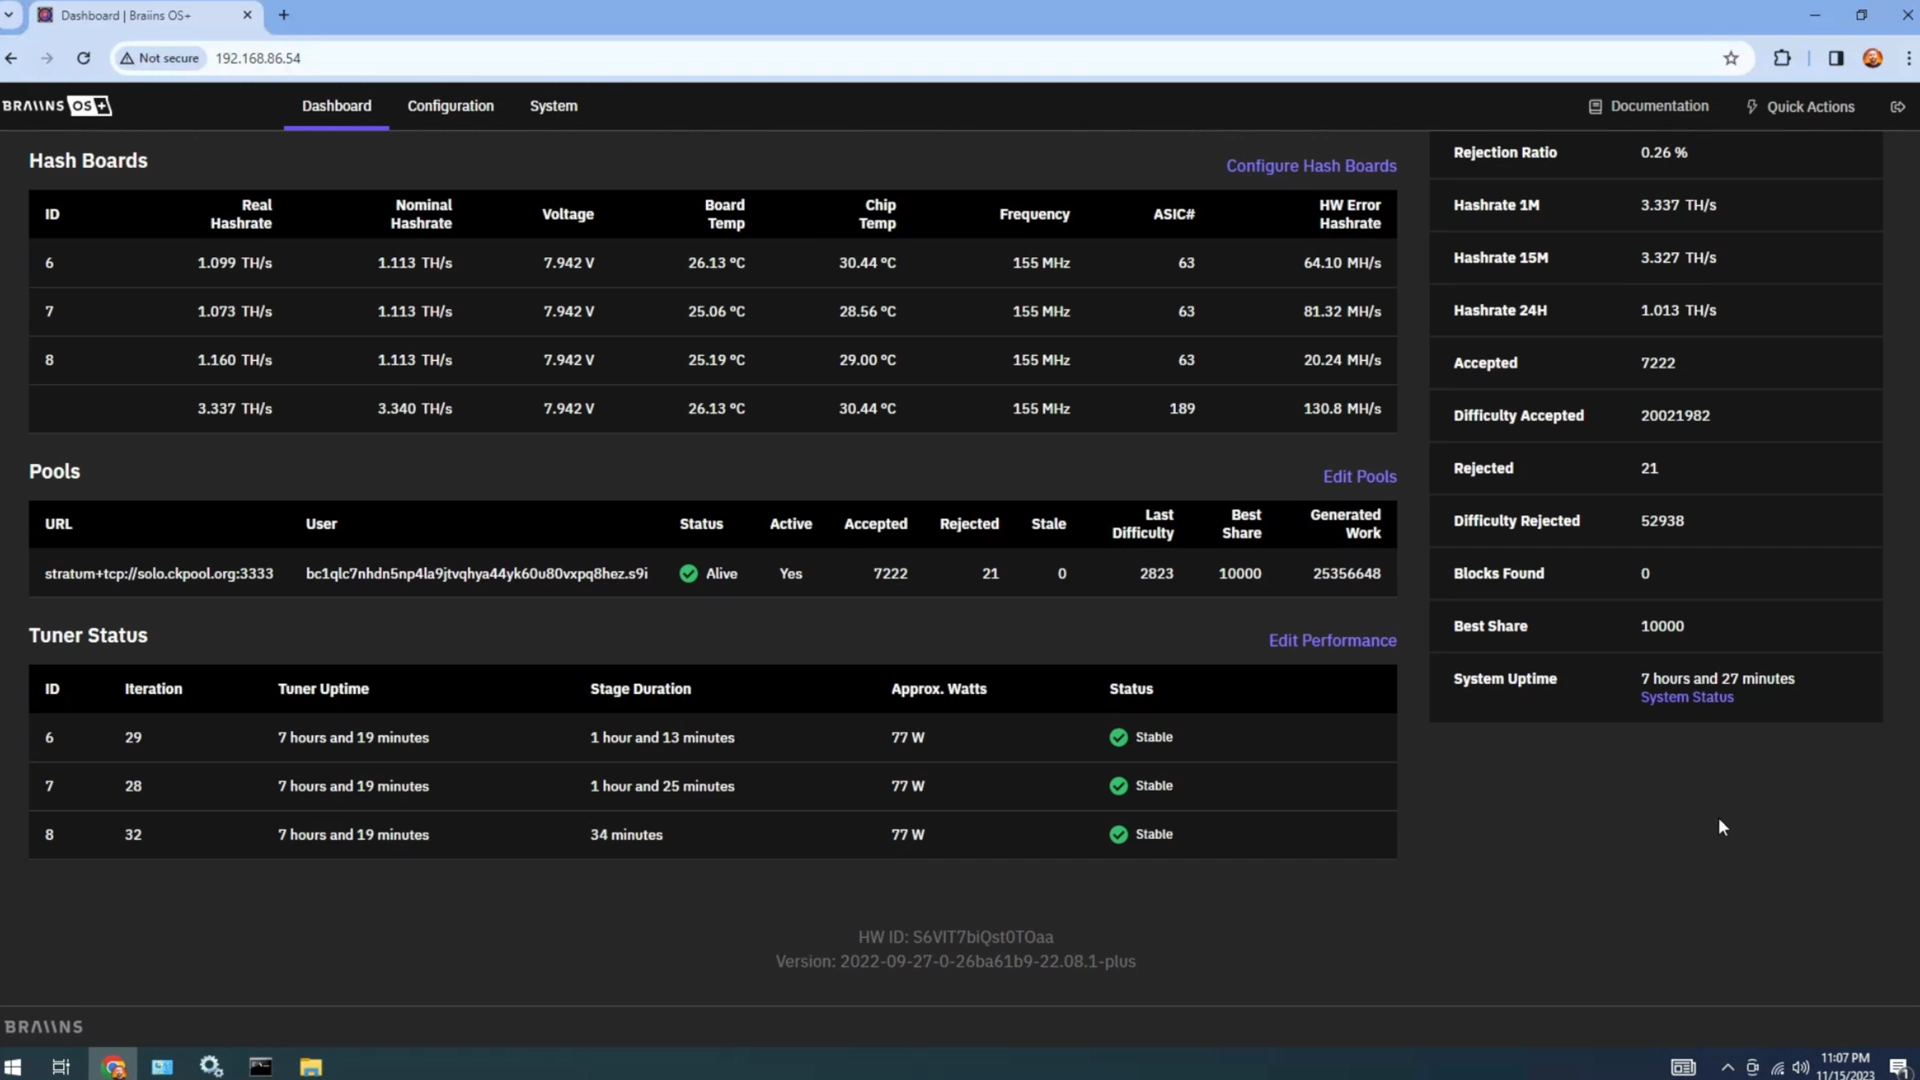 Dashboard | Braiins OS+
Not secure 192.168.86.54
BRAIINS OS+ Dashboard Configuration System Documentation Quick Actions
Hash Boards Configure Hash Boards
ID Real Hashrate Nominal Hashrate Voltage Board Temp Chip Temp Frequency ASIC# HW Error Hashrate
6 1.099 TH/s 1.113 TH/s 7.942 V 26.13 °C 30.44 °C 155 MHz 63 64.10 MH/s
7 1.073 TH/s 1.113 TH/s 7.942 V 25.06 °C 28.56 °C 155 MHz 63 81.32 MH/s
8 1.160 TH/s 1.113 TH/s 7.942 V 25.19 °C 29.00 °C 155 MHz 63 20.24 MH/s
3.337 TH/s 3.340 TH/s 7.942 V 26.13 °C 30.44 °C 155 MHz 189 130.8 MH/s
Pools Edit Pools
URL User Status Active Accepted Rejected Stale Last Difficulty Best Share Generated Work
stratum+tcp://solo.ckpool.org:3333 bc1qlc7nhdn5np4la9jtvqhya44yk60u80vxpq8hez.s9i Alive Yes 7222 21 0 2823 10000 25356648
Tuner Status Edit Performance
ID Iteration Tuner Uptime Stage Duration Approx. Watts Status
6 29 7 hours and 19 minutes 1 hour and 13 minutes 77 W Stable
7 28 7 hours and 19 minutes 1 hour and 25 minutes 77 W Stable
8 32 7 hours and 19 minutes 34 minutes 77 W Stable
Rejection Ratio 0.26 %
Hashrate 1M 3.337 TH/s
Hashrate 15M 3.327 TH/s
Hashrate 24H 1.013 TH/s
Accepted 7222
Difficulty Accepted 20021982
Rejected 21
Difficulty Rejected 52938
Blocks Found 0
Best Share 10000
System Uptime 7 hours and 27 minutes
System Status
HW ID: S6VIT7biQst0TOaa
Version: 2022-09-27-0-26ba61b9-22.08.1-plus
BRAIINS
11:07 PM
11/15/2023
1